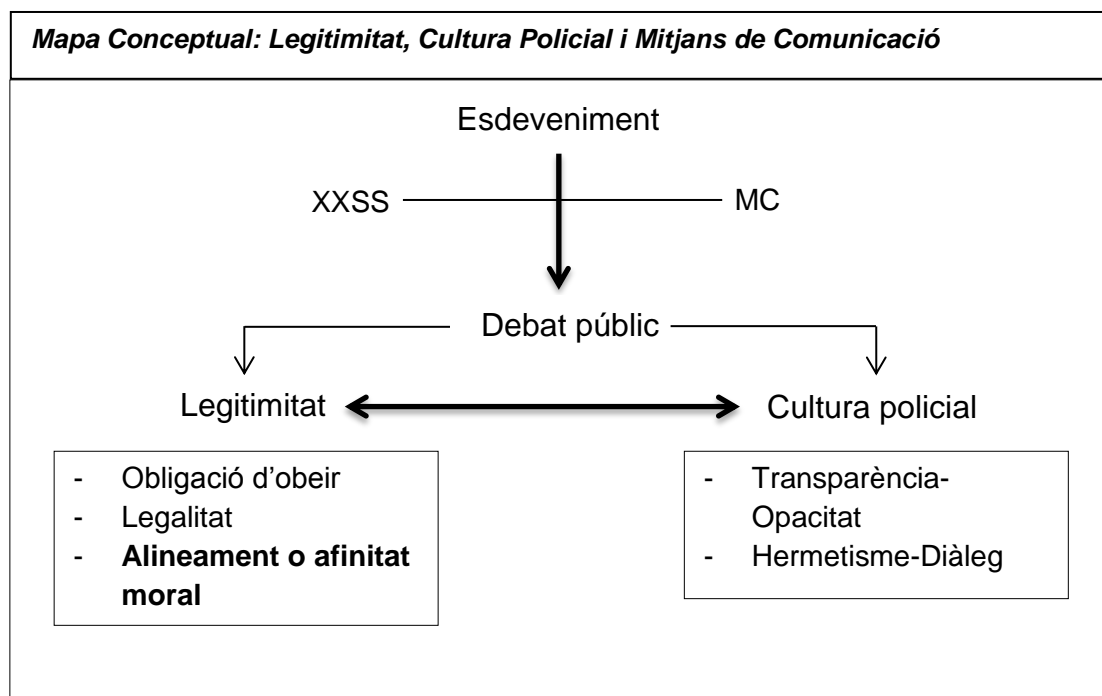 Mapa Conceptual: Legitimitat, Cultura Policial i Mitjans de Comunicació
Esdeveniment
XXSS
MC
Debat públic
Legitimitat
Cultura policial
- Obligació d’obeir
- Legalitat
- Alineament o afinitat
moral
- Transparència-
Opacitat
- Hermetisme-Diàleg